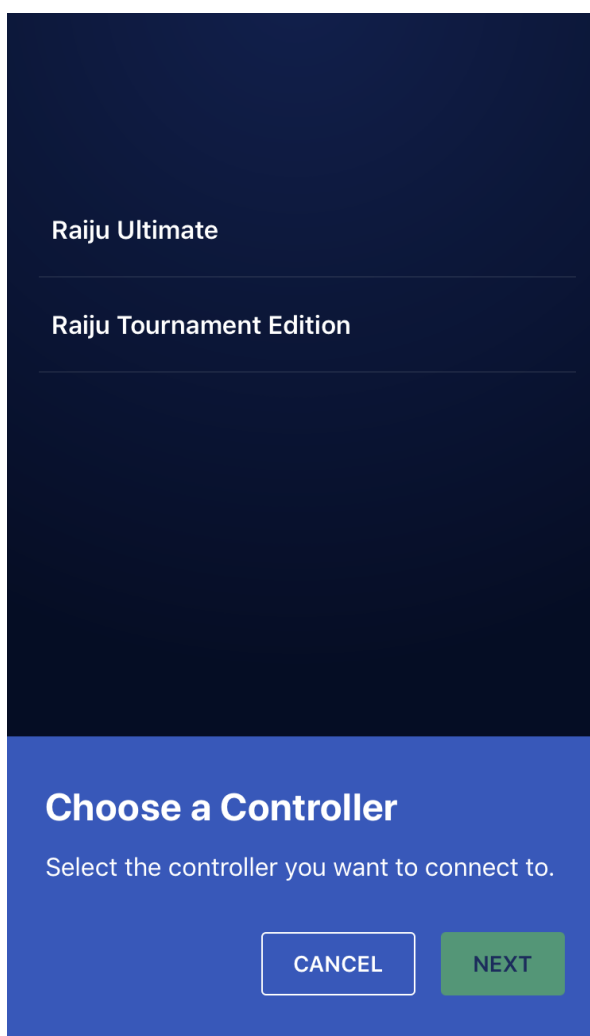 Raiju Ultimate
Raiju Tournament Edition
Choose a Controller
Select the controller you want to connect to.
CANCEL
NEXT